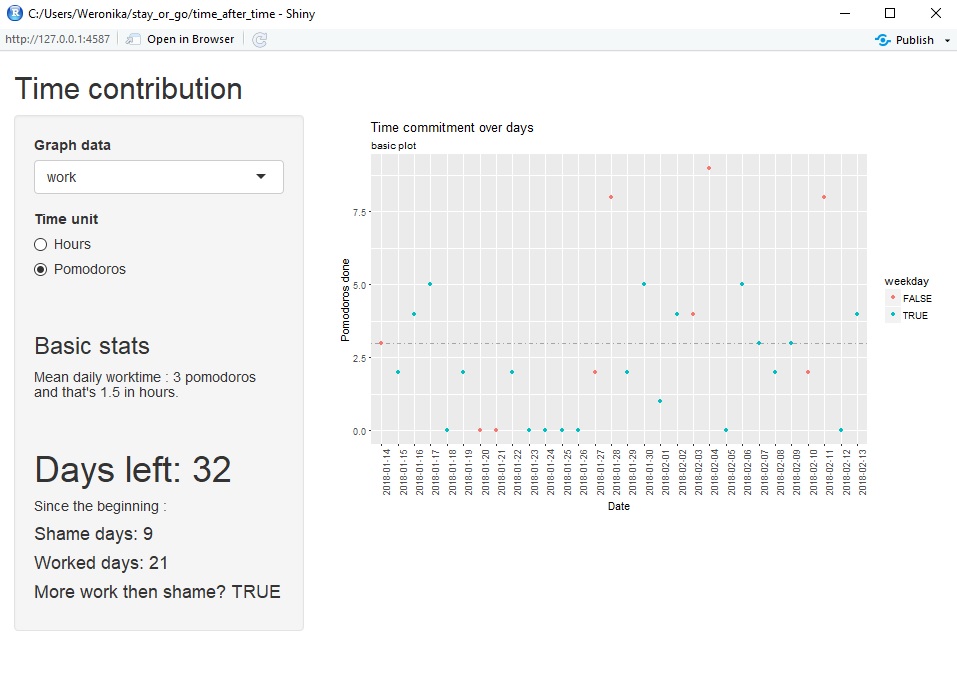 C:/Users/Weronika/stay_or_go/time_after_time - Shiny
http://127.0.0.1:4587
Open in Browser
Publish
Time contribution
Graph data
work
Time unit
Hours
Pomodoros
Basic stats
Mean daily worktime : 3 pomodoros
and that's 1.5 in hours.
Days left: 32
Since the beginning :
Shame days: 9
Worked days: 21
More work then shame? TRUE
Time commitment over days
basic plot
Pomodoros done
7.5
5.0
2.5
0.0
2018-01-14
2018-01-15
2018-01-16
2018-01-17
2018-01-18
2018-01-19
2018-01-20
2018-01-21
2018-01-22
2018-01-23
2018-01-24
2018-01-25
2018-01-26
2018-01-27
2018-01-28
2018-01-29
2018-01-30
2018-02-01
2018-02-02
2018-02-03
2018-02-04
2018-02-05
2018-02-06
2018-02-07
2018-02-08
2018-02-09
2018-02-10
2018-02-11
2018-02-12
2018-02-13
Date
weekday
FALSE
TRUE